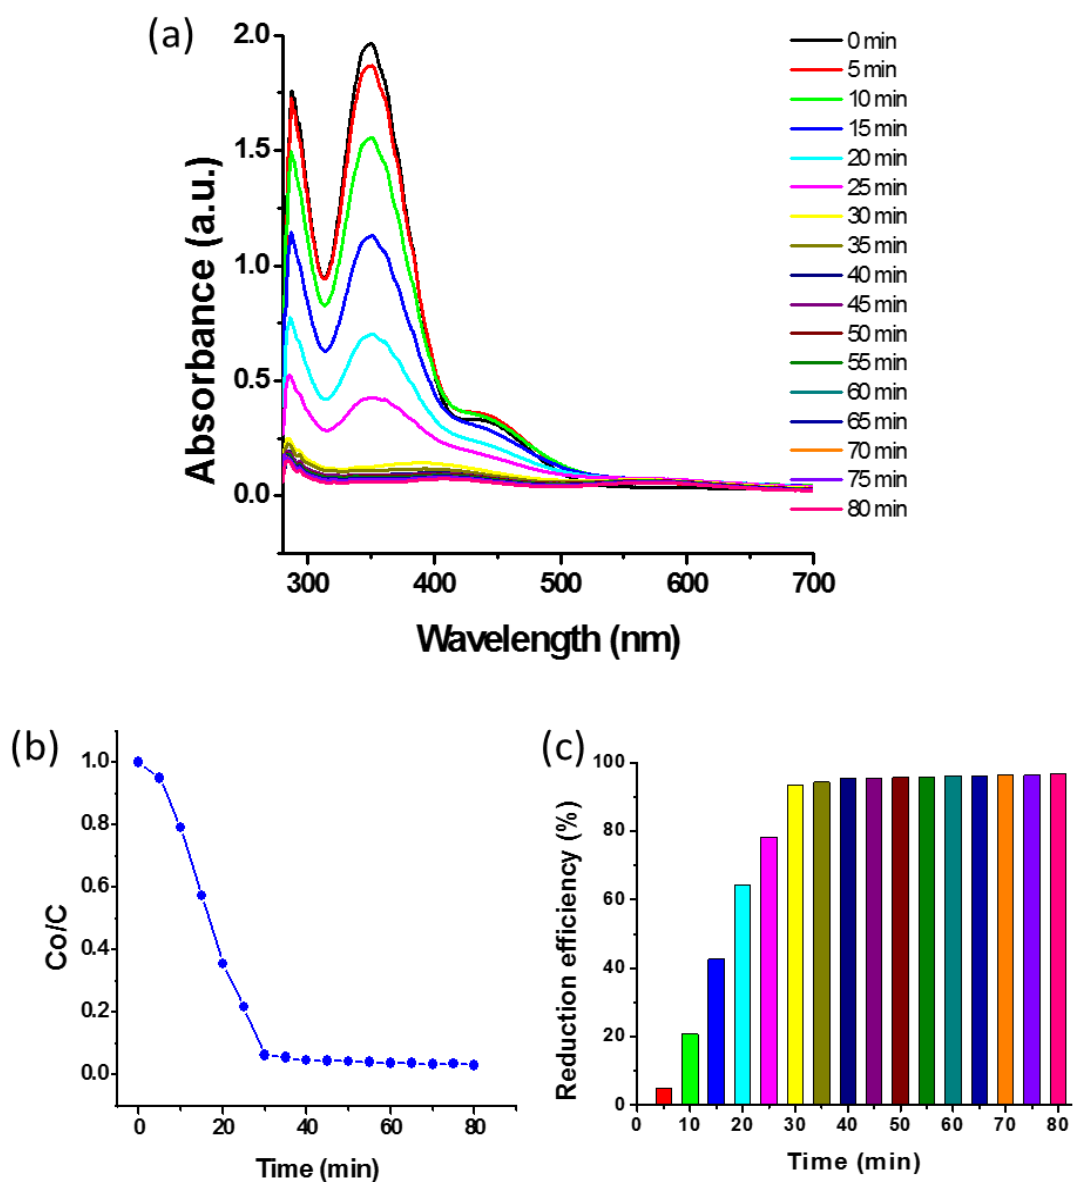 (a)
2.0
1.5
1.0
0.5
0.0
Absorbance (a.u.)
300
400
500
600
700
Wavelength (nm)
0 min
5 min
10 min
15 min
20 min
25 min
30 min
35 min
40 min
45 min
50 min
55 min
60 min
65 min
70 min
75 min
80 min
(b)
1.0
0.8
0.6
0.4
0.2
0.0
Co/C
0
20
40
60
80
Time (min)
(c)
100
80
60
40
20
0
Reduction efficiency (%)
0
10
20
30
40
50
60
70
80
Time (min)